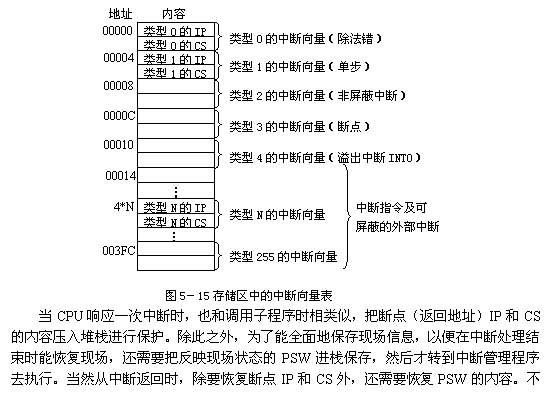 地址 内容
00000 类型 0 的 IP
类型 0 的 CS
类型 0 的中断向量(除法错)
00004 类型 1 的 IP
类型 1 的 CS
类型 1 的中断向量(单步)
00008
类型 2 的中断向量(非屏蔽中断)
0000C
类型 3 的中断向量(断点)
00010
类型 4 的中断向量(溢出中断 INTO)
00014
⋮
4*N 类型 N 的 IP
类型 N 的 CS
类型 N 的中断向量
中断指令及可
屏蔽的外部中断
⋮
003FC
类型 255 的中断向量
图 5-15 存储区中的中断向量表
当 CPU 响应一次中断时,也和调用子程序时相类似,把断点(返回地址)IP 和 CS
的内容压入堆栈进行保护。除此之外,为了能全面地保存现场信息,以便在中断处理结
束时能恢复现场,还需要把反映现场状态的 PSW 进栈保存,然后才转到中断管理程序
去执行。当然从中断返回时,除要恢复断点 IP 和 CS 外,还需要恢复 PSW 的内容。不